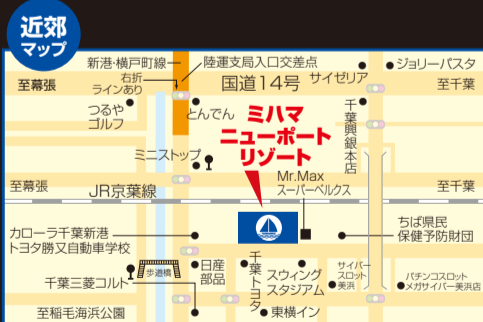 近郊
マップ
新港・横戸町線
陸運支局入口交差点
ジョリーパスタ
右折
ラインあり
国道14号
サイゼリア
至幕張
至千葉
つるや
ゴルフ
とんでん
千葉興銀本店
ミハマ
ニューポート
リゾート
ミニストップ
Mr.Max
スーパーベルクス
至幕張
JR京葉線
至千葉
カローラ千葉新港
トヨタ勝又自動車学校
ちば県民
保健予防財団
歩道橋
日産
部品
千葉トヨタ
スウィング
スタジアム
サイバー
スロット
美浜
パチンコスロット
メガサイバー美浜店
千葉三菱コルト
至稲毛海浜公園
東横イン